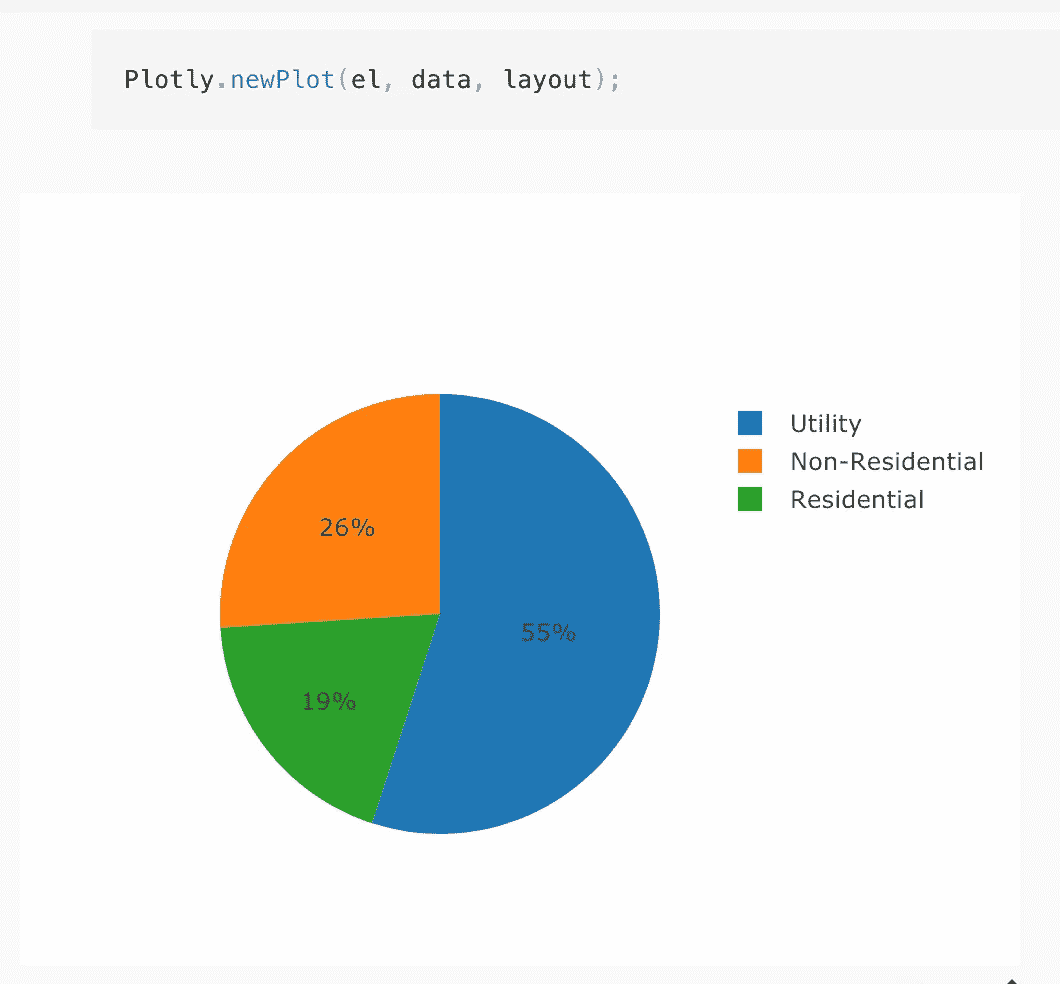 Plotly.newPlot(el, data, layout);
Utility
Non-Residential
Residential
26%
55%
19%